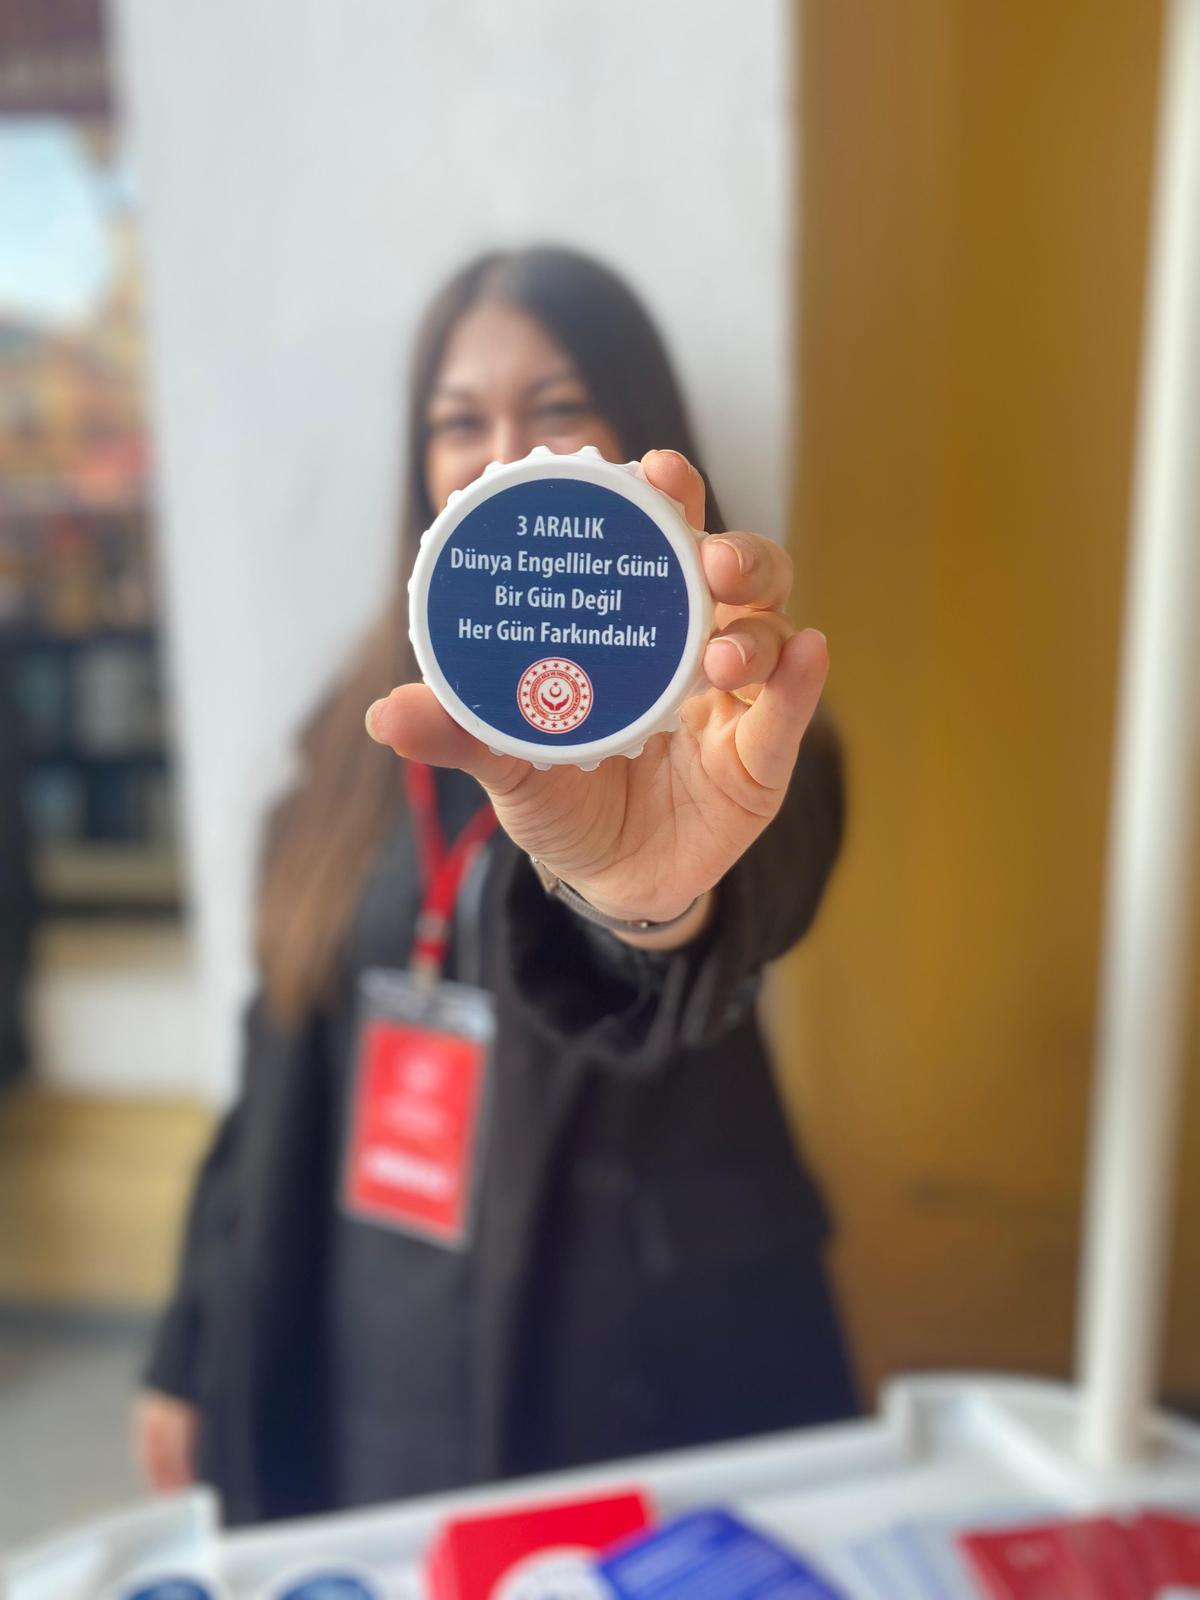 3 ARALIK
Dünya Engelliler Günü
Bir Gün Değil
Her Gün Farkındalık!